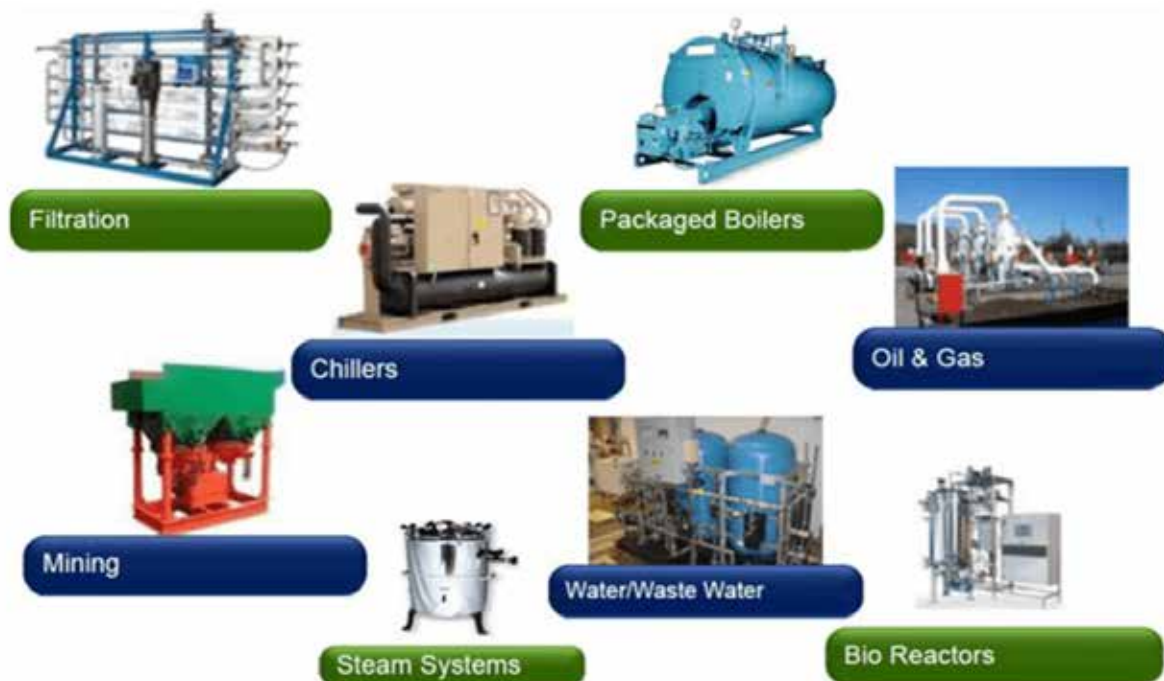 Filtration
Packaged Boilers
Chillers
Oil & Gas
Mining
Water/Waste Water
Steam Systems
Bio Reactors